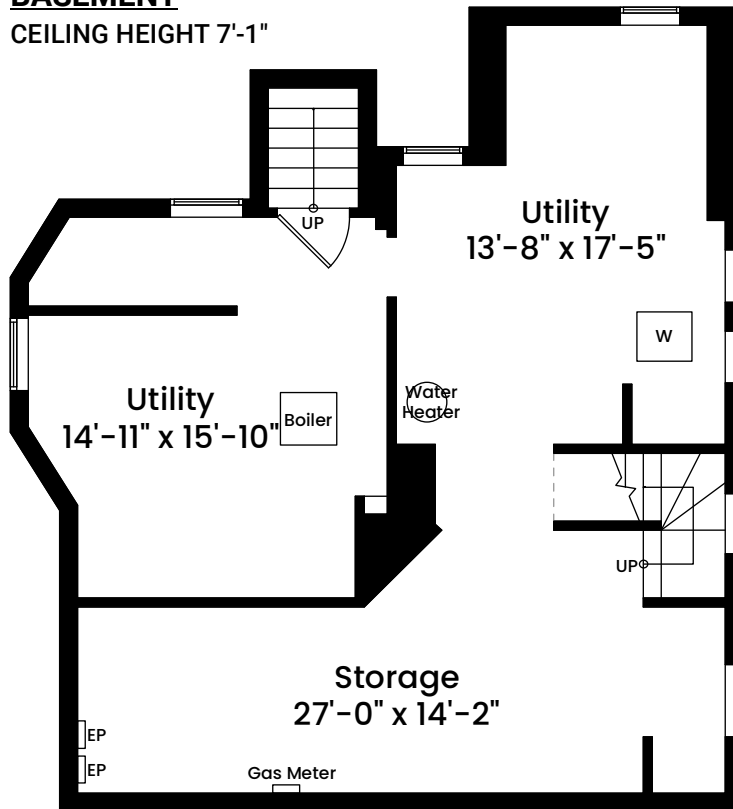 BASEMENT
CEILING HEIGHT 7'-1"
UP
Utility
13'-8" x 17'-5"
W
Utility
14'-11" x 15'-10"
Boiler
Water
Heater
UP
Storage
27'-0" x 14'-2"
EP
EP
Gas Meter